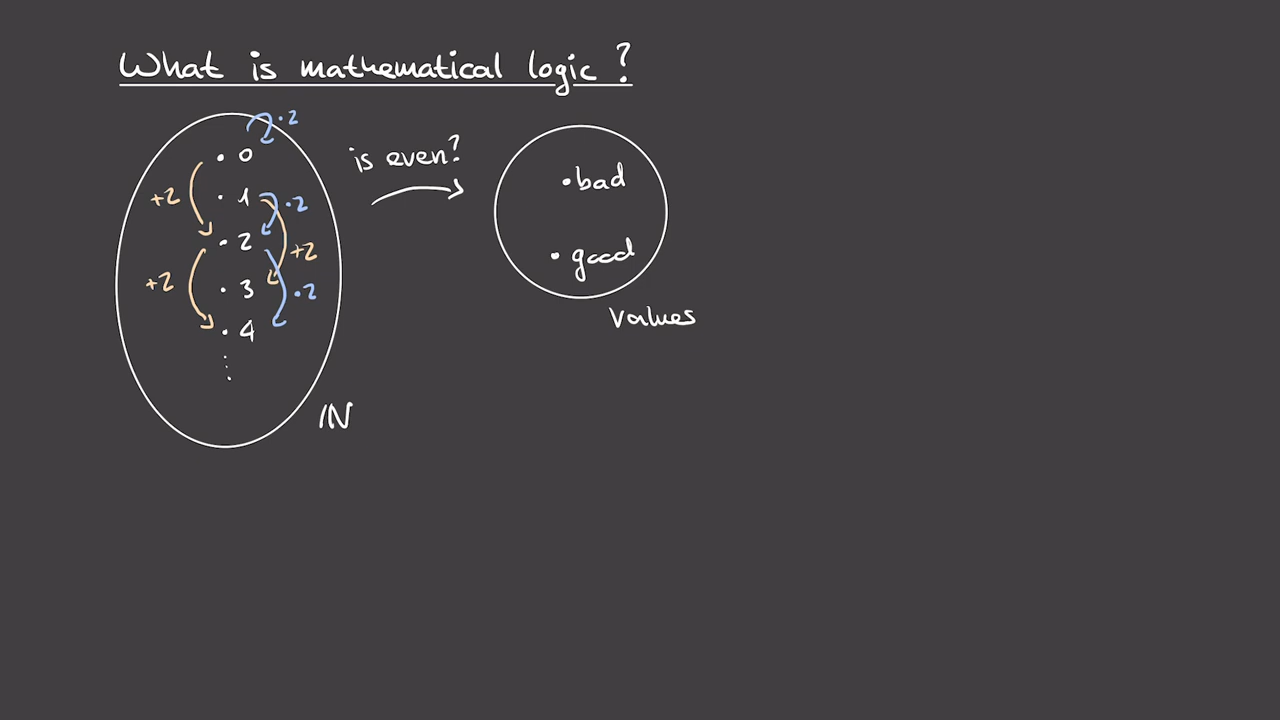 What is mathematical logic?
·2
• 0
is even?
• bad
+2
• 1
·2
• 2
+2
• good
+2
• 3
·2
values
• 4
⋮
ℕ